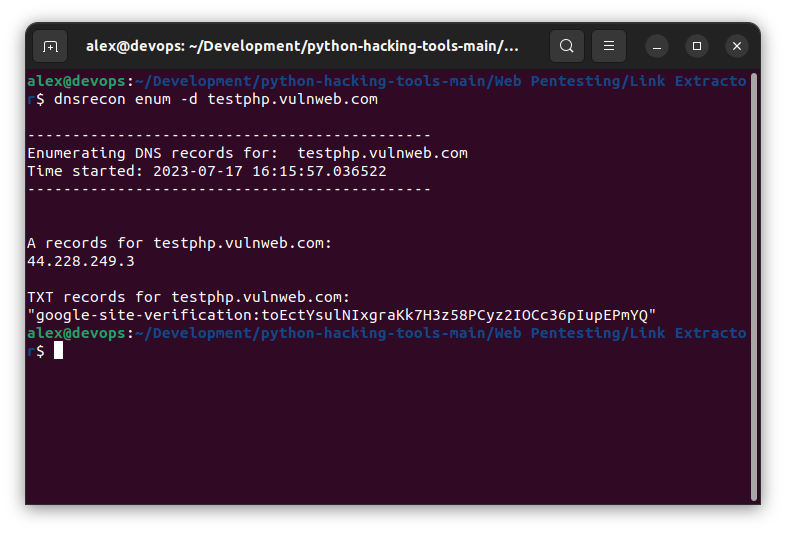 alex@devops: ~/Development/python-hacking-tools-main/...
alex@devops:~/Development/python-hacking-tools-main/Web Pentesting/Link Extracto
r$ dnsrecon enum -d testphp.vulnweb.com
---------------------------------------------
Enumerating DNS records for:  testphp.vulnweb.com
Time started: 2023-07-17 16:15:57.036522
---------------------------------------------
A records for testphp.vulnweb.com:
44.228.249.3
TXT records for testphp.vulnweb.com:
"google-site-verification:toEctYsulNIxgraKk7H3z58PCyz2IOCc36pIupEPmYQ"
alex@devops:~/Development/python-hacking-tools-main/Web Pentesting/Link Extracto
r$